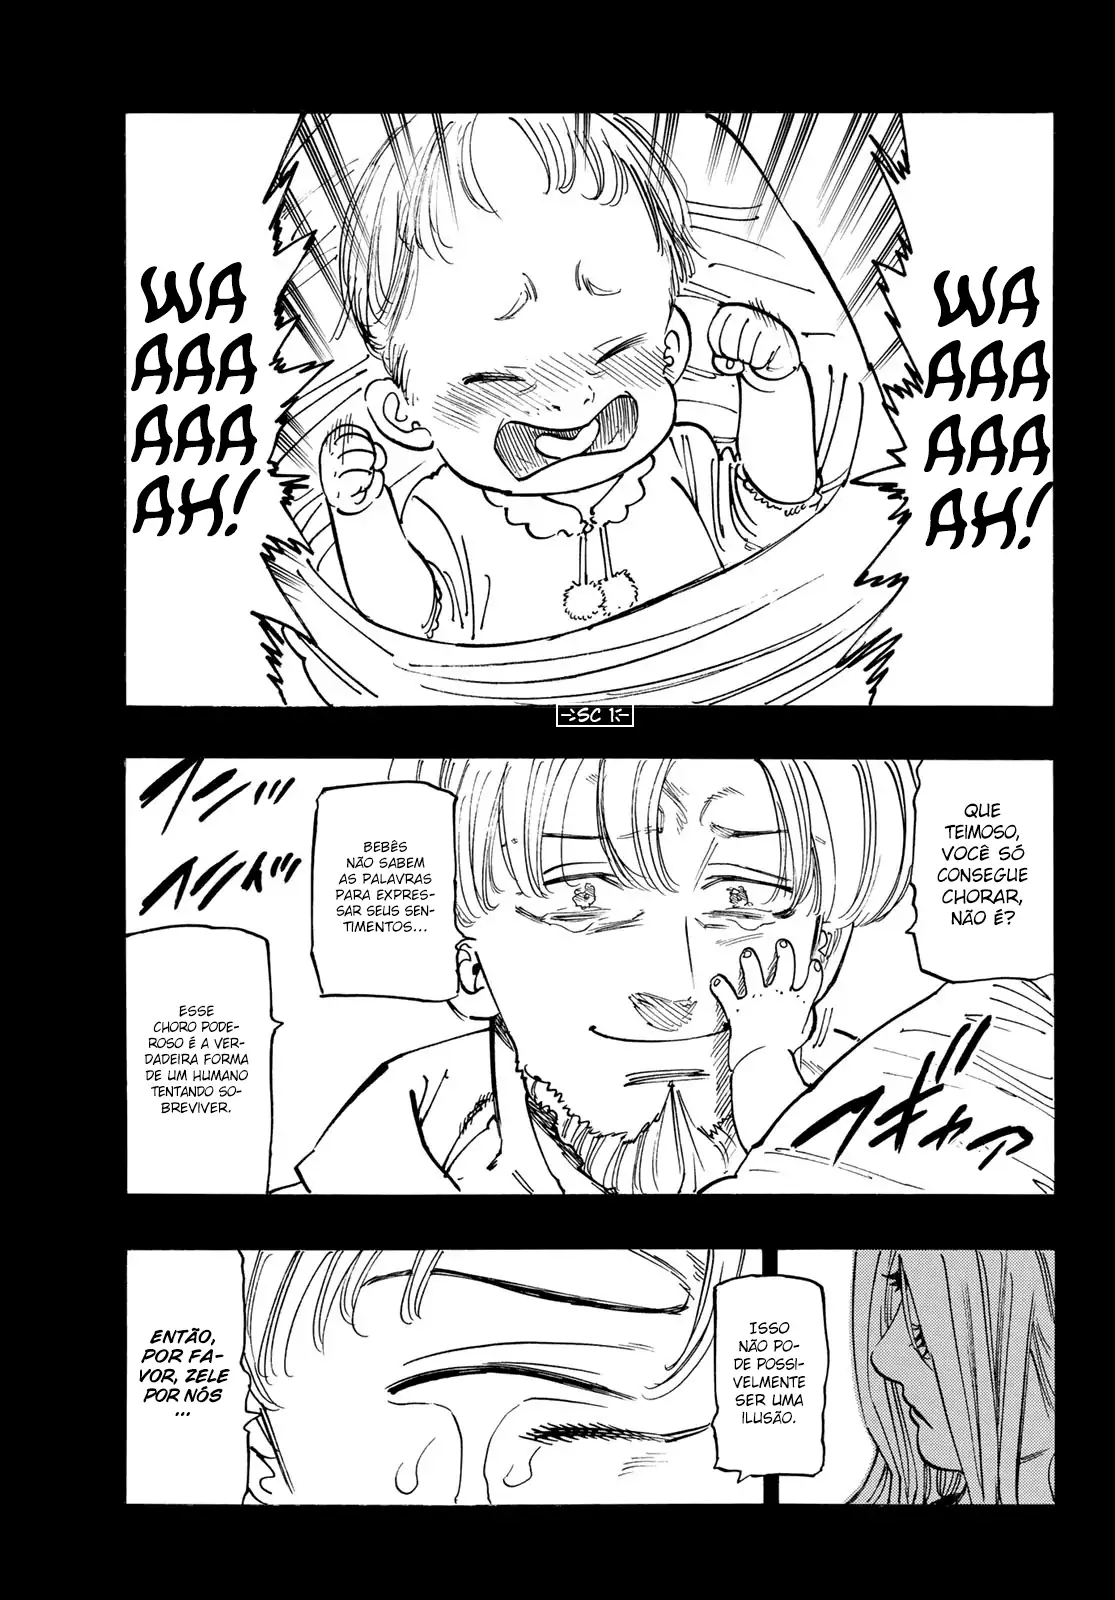 WA
AAA
AAA
AH!
WA
AAA
AAA
AH!
SC 1
QUE
TEIMOSO,
VOCÊ SÓ
CONSEGUE
CHORAR,
NÃO É?
BEBÊS
NÃO SABEM
AS PALAVRAS
PARA EXPRES-
SAR SEUS SEN-
TIMENTOS...
ESSE
CHORO PODE-
ROSO É A VER-
DADEIRA FORMA
DE UM HUMANO
TENTANDO SO-
BREVIVER.
ISSO
NÃO PO-
DE POSSI-
VELMENTE
SER UMA
ILUSÃO.
ENTÃO,
POR FA-
VOR, ZELE
POR NÓS
...